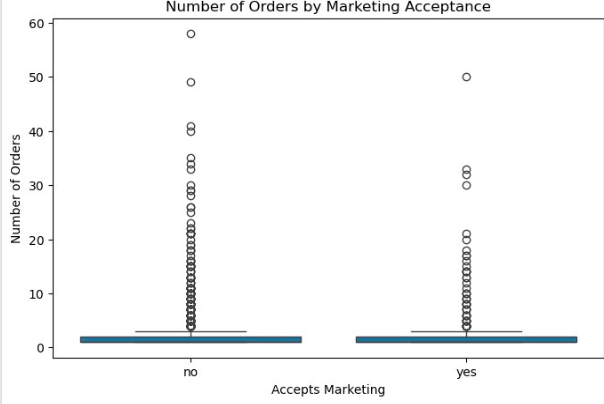 Number of Orders by Marketing Acceptance
60
50
40
30
20
10
0
Number of Orders
no yes
Accepts Marketing